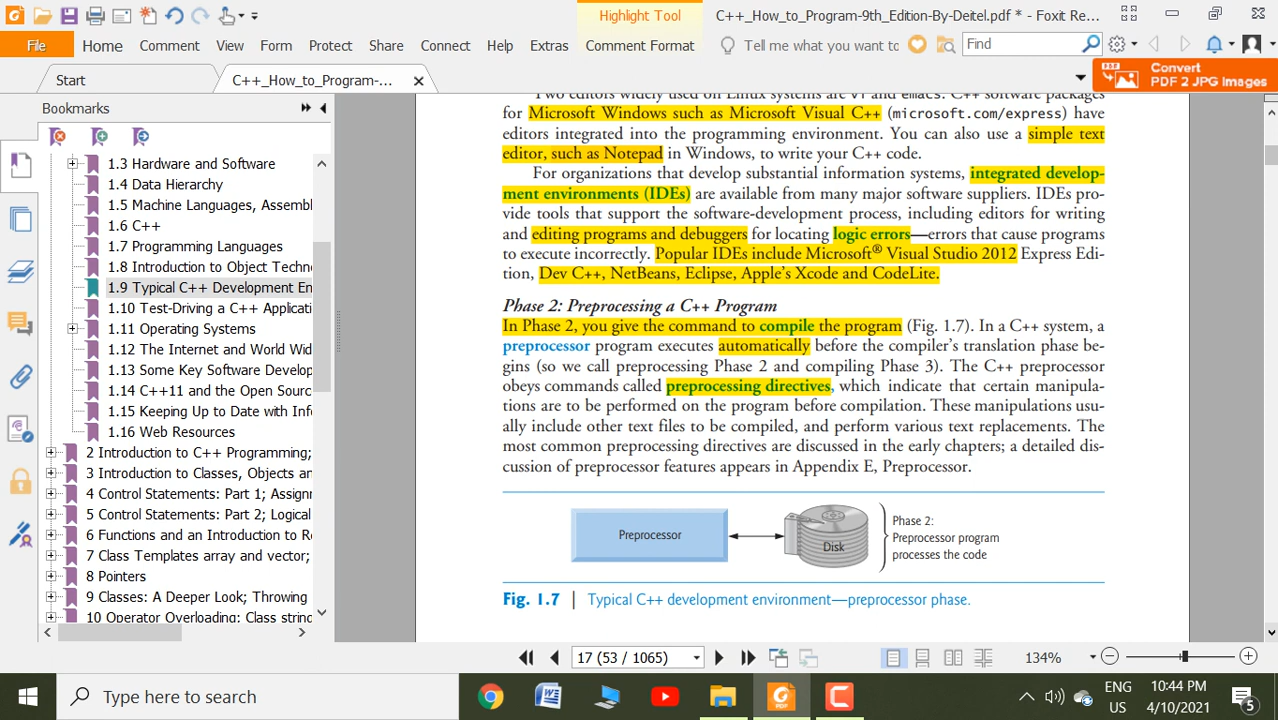 Highlight Tool
C++_How_to_Program-9th_Edition-By-Deitel.pdf * - Foxit Re...
File Home Comment View Form Protect Share Connect Help Extras Comment Format Tell me what you want to Find
Start C++_How_to_Program-...
Convert
PDF 2 JPG Images
Bookmarks
1.3 Hardware and Software
1.4 Data Hierarchy
1.5 Machine Languages, Assembl
1.6 C++
1.7 Programming Languages
1.8 Introduction to Object Techn
1.9 Typical C++ Development En
1.10 Test-Driving a C++ Applicati
1.11 Operating Systems
1.12 The Internet and World Wid
1.13 Some Key Software Develop
1.14 C++11 and the Open Sourc
1.15 Keeping Up to Date with Inf
1.16 Web Resources
2 Introduction to C++ Programming;
3 Introduction to Classes, Objects an
4 Control Statements: Part 1; Assign
5 Control Statements: Part 2; Logical
6 Functions and an Introduction to Re
7 Class Templates array and vector;
8 Pointers
9 Classes: A Deeper Look; Throwing
10 Operator Overloading: Class string
Two editors widely used on Linux systems are vi and emacs. C++ software packages
for Microsoft Windows such as Microsoft Visual C++ (microsoft.com/express) have
editors integrated into the programming environment. You can also use a simple text
editor, such as Notepad in Windows, to write your C++ code.
For organizations that develop substantial information systems, integrated develop-
ment environments (IDEs) are available from many major software suppliers. IDEs pro-
vide tools that support the software-development process, including editors for writing
and editing programs and debuggers for locating logic errors—errors that cause programs
to execute incorrectly. Popular IDEs include Microsoft® Visual Studio 2012 Express Edi-
tion, Dev C++, NetBeans, Eclipse, Apple's Xcode and CodeLite.
Phase 2: Preprocessing a C++ Program
In Phase 2, you give the command to compile the program (Fig. 1.7). In a C++ system, a
preprocessor program executes automatically before the compiler's translation phase be-
gins (so we call preprocessing Phase 2 and compiling Phase 3). The C++ preprocessor
obeys commands called preprocessing directives, which indicate that certain manipula-
tions are to be performed on the program before compilation. These manipulations usu-
ally include other text files to be compiled, and perform various text replacements. The
most common preprocessing directives are discussed in the early chapters; a detailed dis-
cussion of preprocessor features appears in Appendix E, Preprocessor.
Preprocessor
Disk
Phase 2:
Preprocessor program
processes the code
Fig. 1.7 | Typical C++ development environment—preprocessor phase.
17 (53 / 1065)
134%
Type here to search
ENG
US
10:44 PM
4/10/2021
5